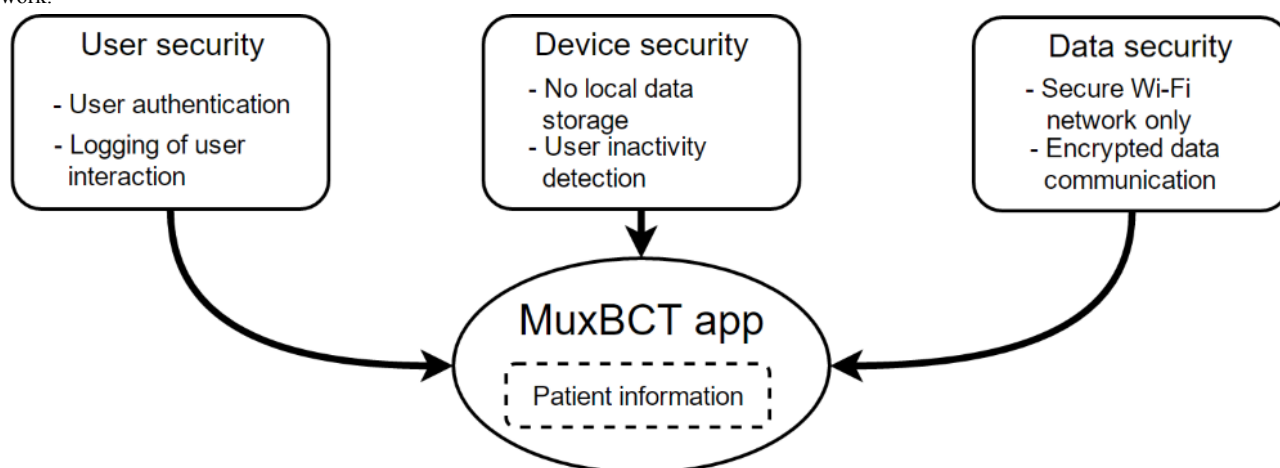 work.
User security
- User authentication
- Logging of user
interaction
Device security
- No local data
storage
- User inactivity
detection
Data security
- Secure Wi-Fi
network only
- Encrypted data
communication
MuxBCT app
Patient information